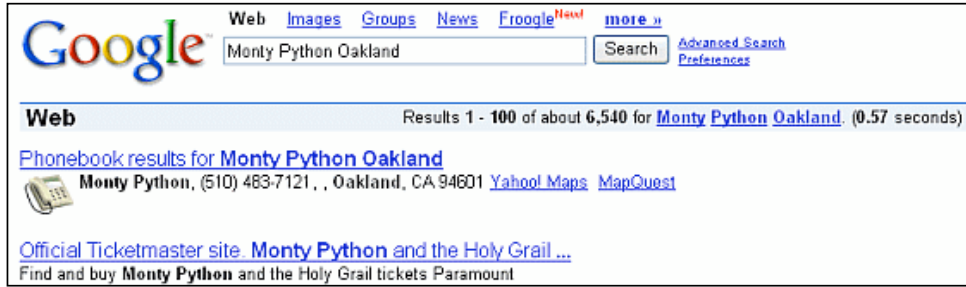 Web Images Groups News Froogle New! more »
Google
Monty Python Oakland Search Advanced Search
Preferences
Web Results 1 - 100 of about 6,540 for Monty Python Oakland. (0.57 seconds)
Phonebook results for Monty Python Oakland
Monty Python, (510) 483-7121, , Oakland, CA 94601 Yahoo! Maps MapQuest
Official Ticketmaster site. Monty Python and the Holy Grail ...
Find and buy Monty Python and the Holy Grail tickets Paramount